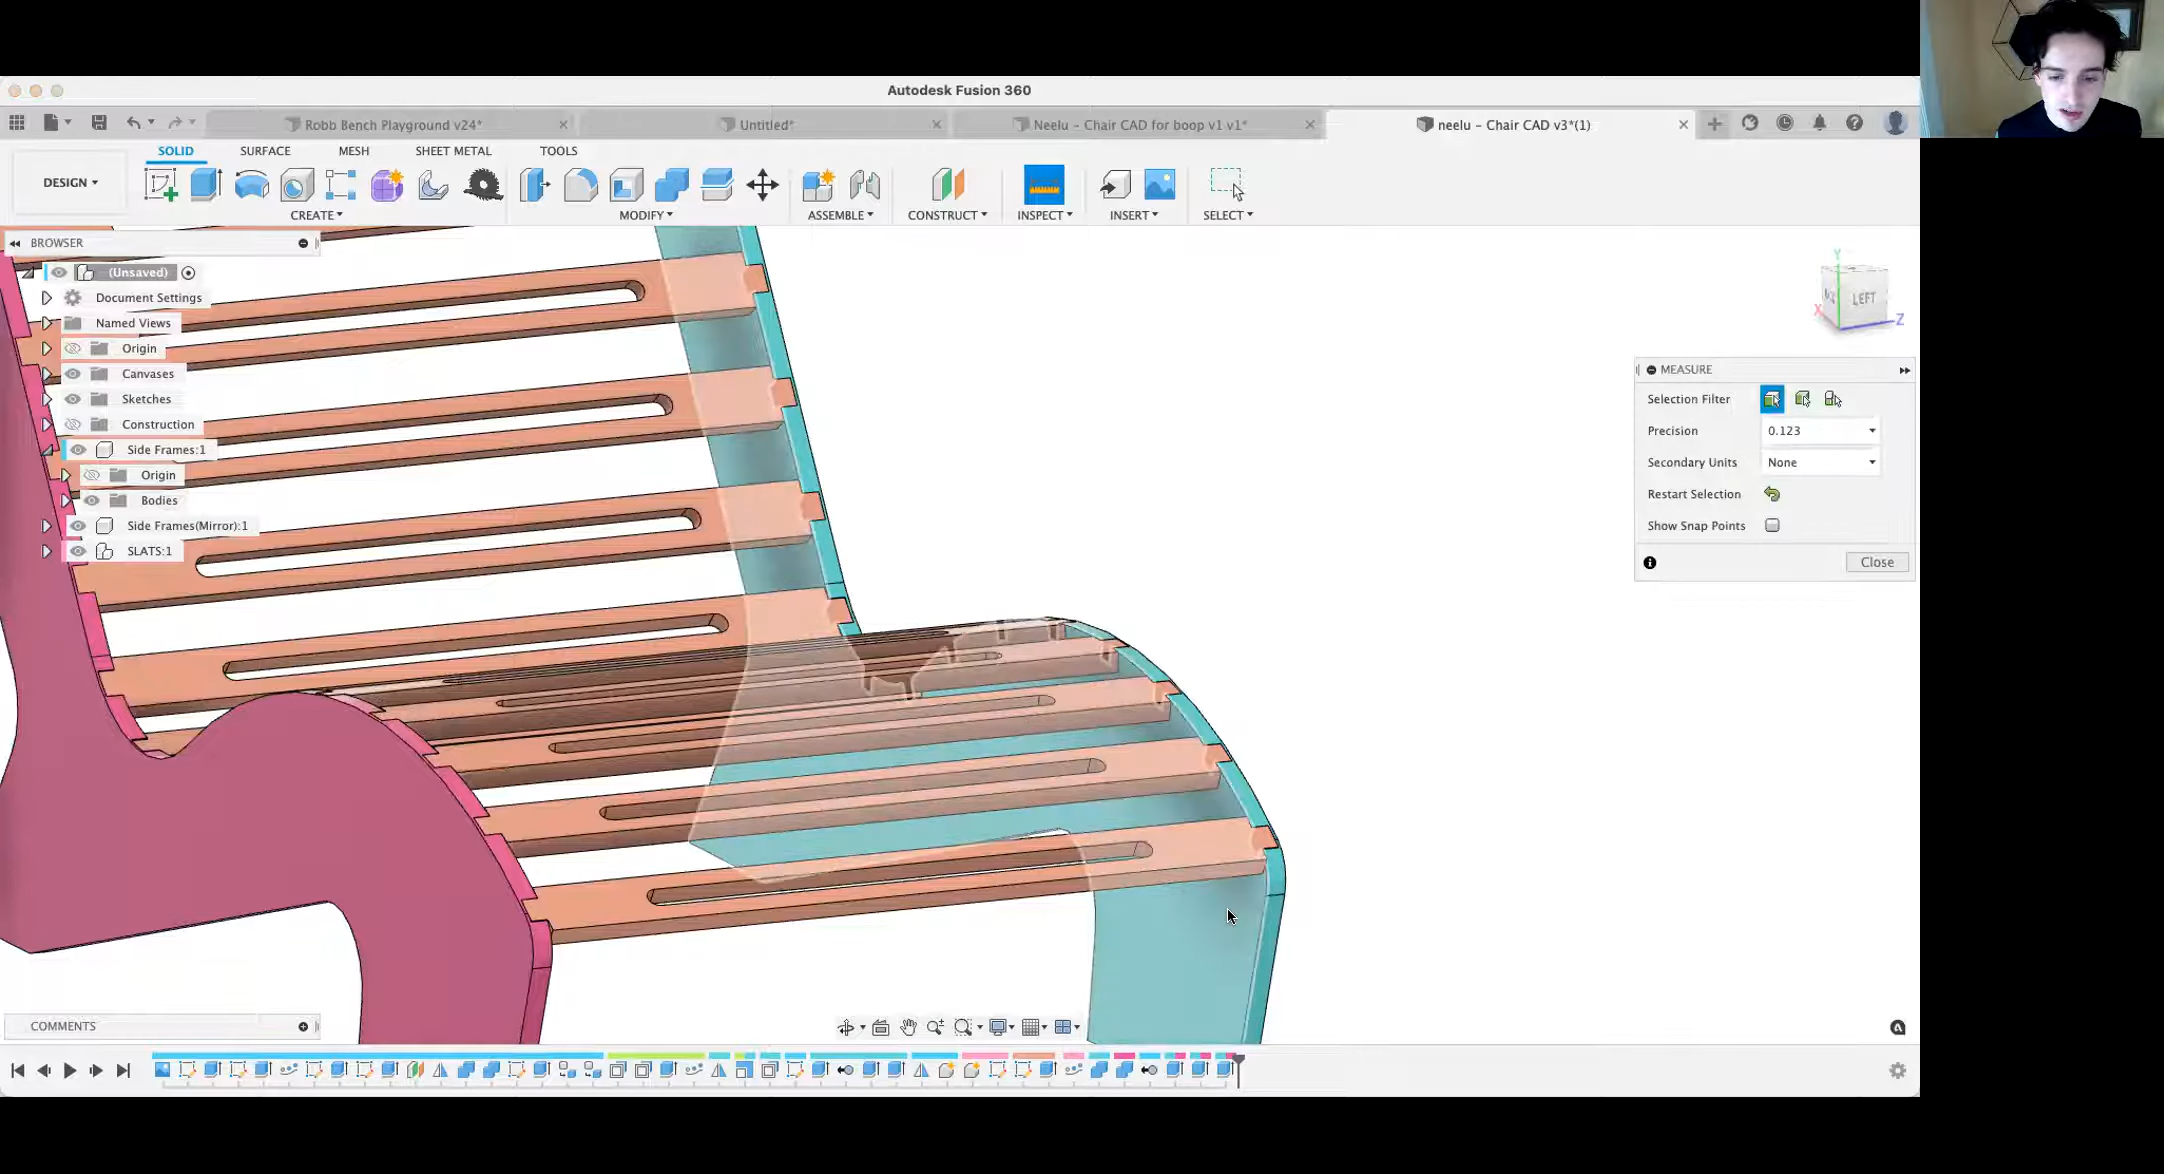 Autodesk Fusion 360
Robb Bench Playground v24*
Untitled*
Neelu - Chair CAD for boop v1 v1*
neelu - Chair CAD v3*(1)
SOLID
SURFACE
MESH
SHEET METAL
TOOLS
DESIGN
CREATE
MODIFY
ASSEMBLE
CONSTRUCT
INSPECT
INSERT
SELECT
BROWSER
(Unsaved)
Document Settings
Named Views
Origin
Canvases
Sketches
Construction
Side Frames:1
Origin
Bodies
Side Frames(Mirror):1
SLATS:1
Y
LEFT
X
Z
MEASURE
Selection Filter
Precision 0.123
Secondary Units None
Restart Selection
Show Snap Points
Close
COMMENTS